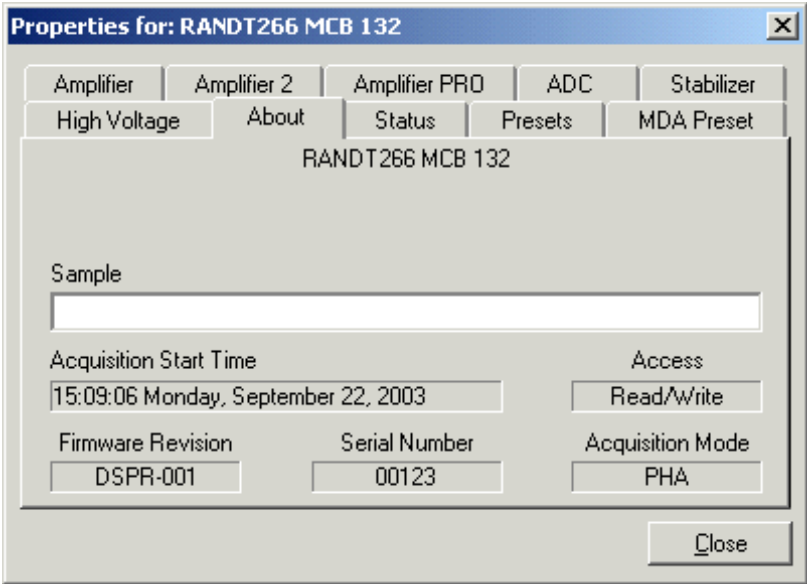 Properties for: RANDT266 MCB 132
Amplifier Amplifier 2 Amplifier PRO ADC Stabilizer
High Voltage About Status Presets MDA Preset
RANDT266 MCB 132
Sample
Acquisition Start Time Access
15:09:06 Monday, September 22, 2003 Read/Write
Firmware Revision Serial Number Acquisition Mode
DSPR-001 00123 PHA
Close